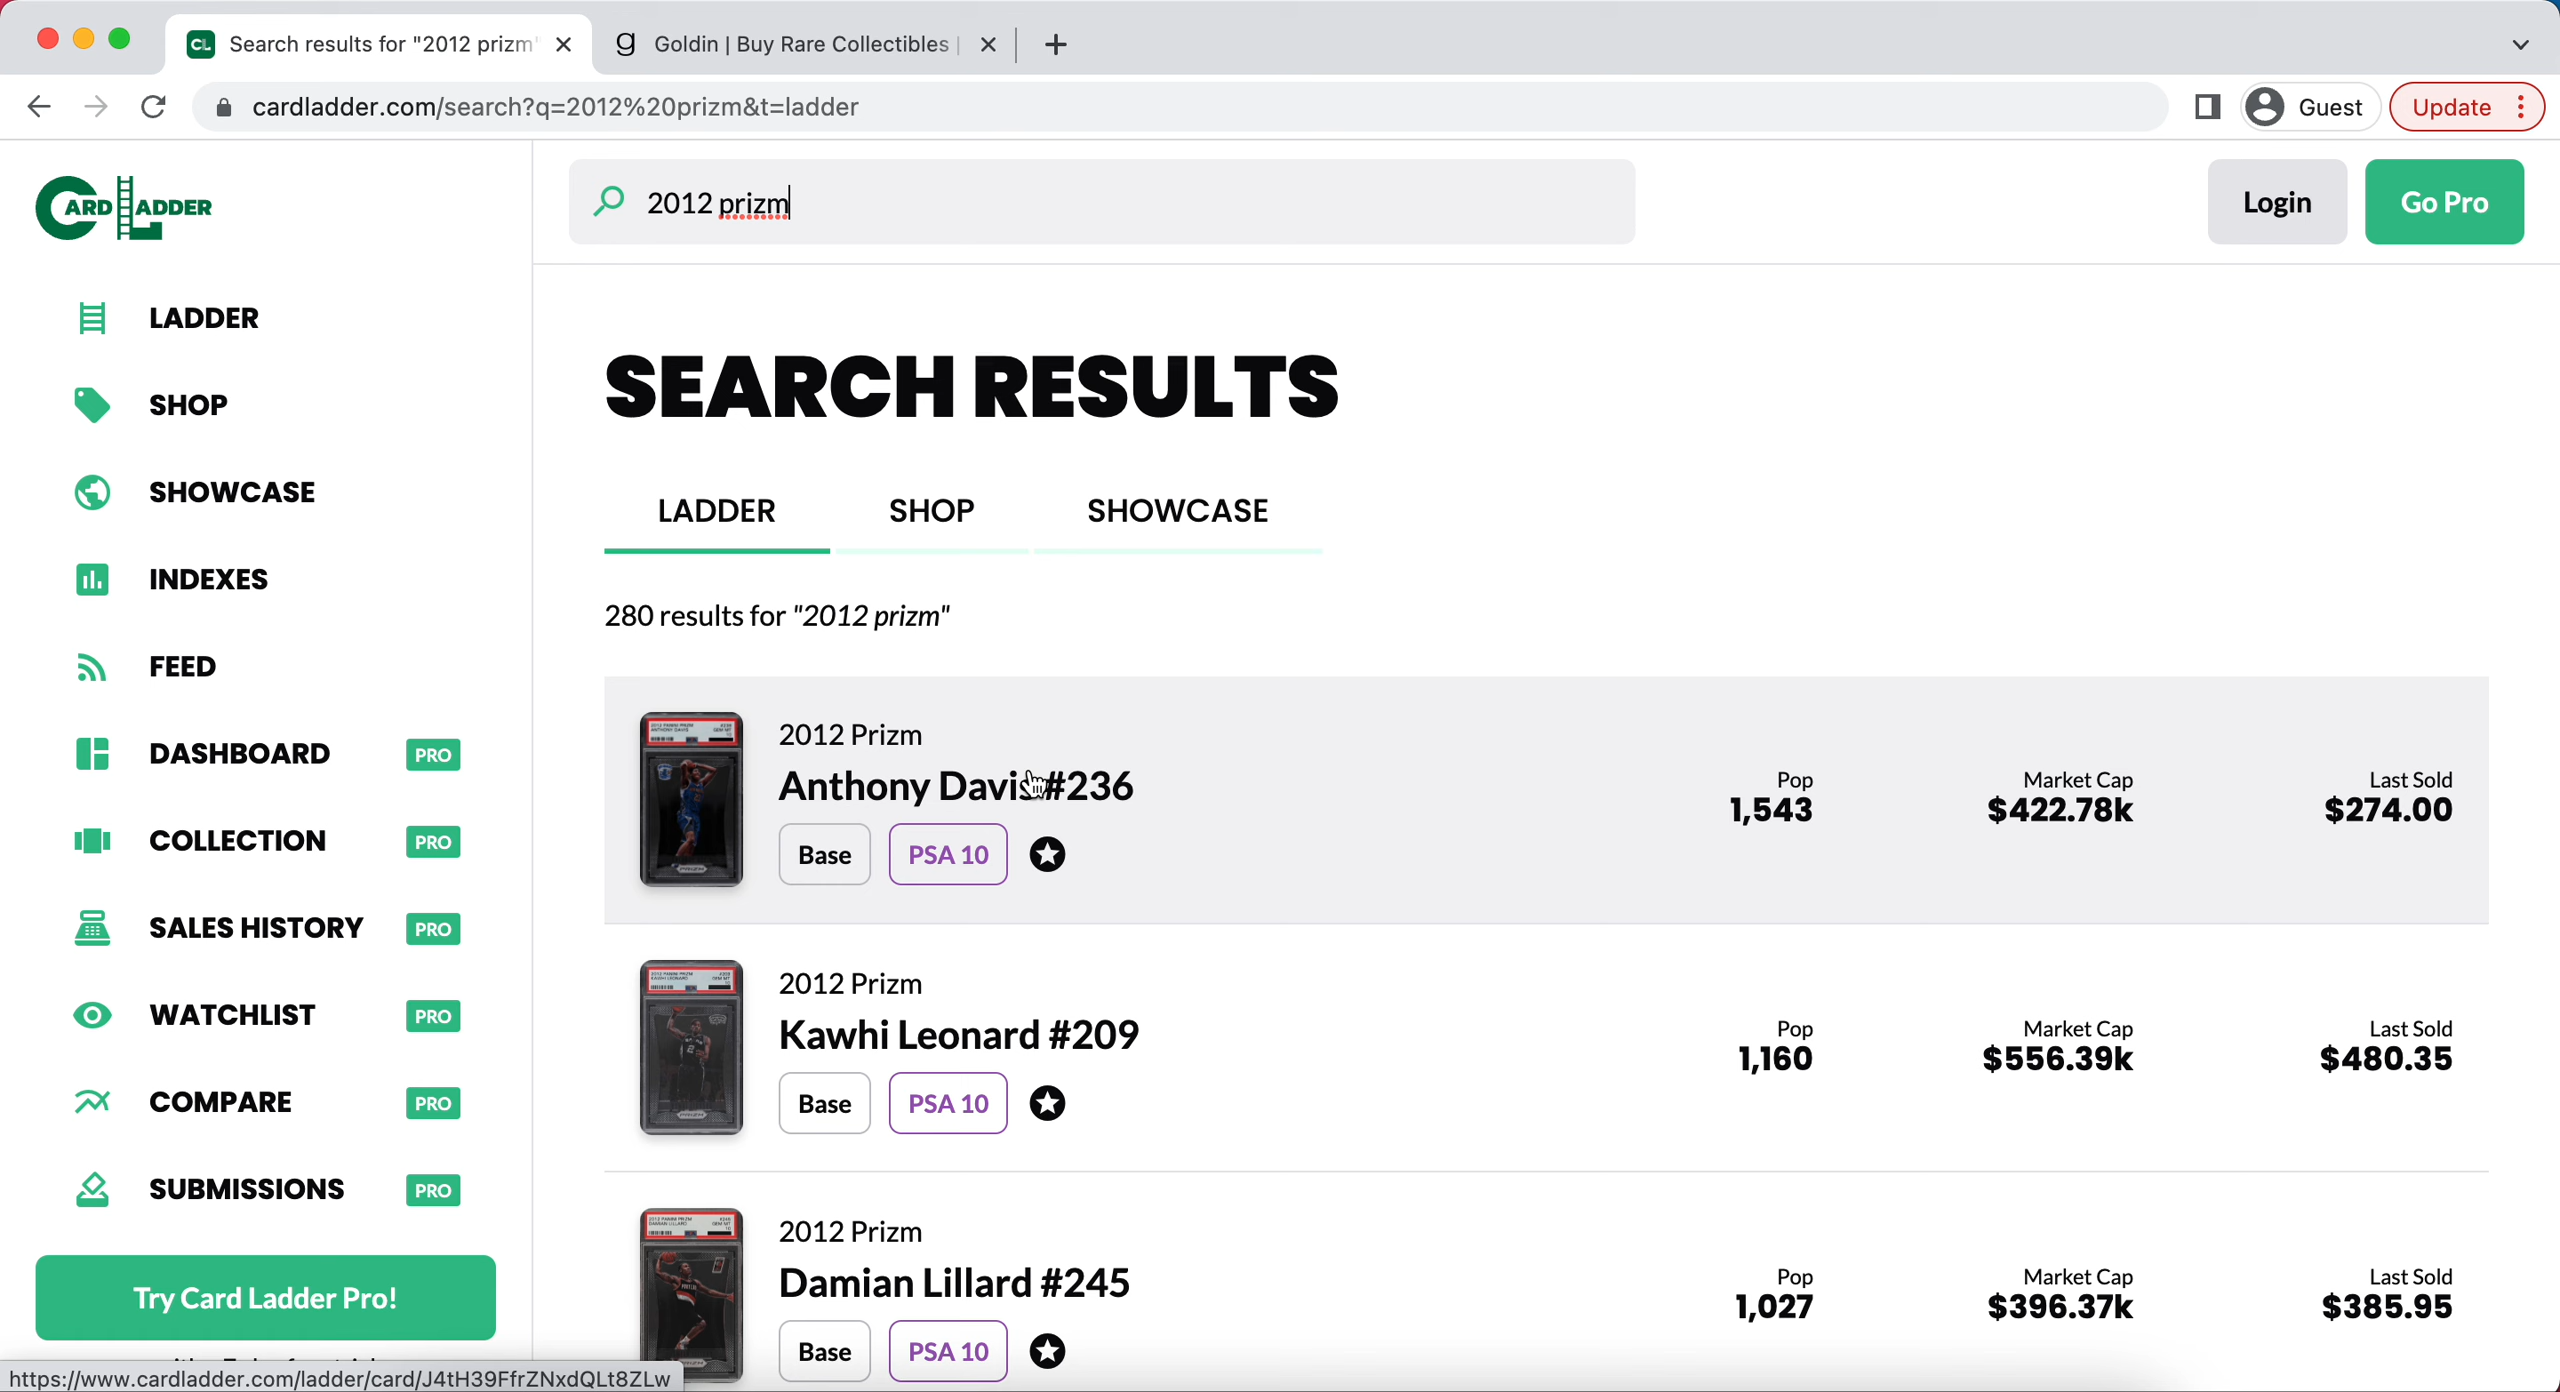 CL Search results for "2012 prizm"
g Goldin | Buy Rare Collectibles |
cardladder.com/search?q=2012%20prizm&t=ladder
Guest
Update
CARD LADDER
2012 prizm
Login
Go Pro
LADDER
SHOP
SHOWCASE
INDEXES
FEED
DASHBOARD PRO
COLLECTION PRO
SALES HISTORY PRO
WATCHLIST PRO
COMPARE PRO
SUBMISSIONS PRO
Try Card Ladder Pro!
https://www.cardladder.com/ladder/card/J4tH39FfrZNxdQLt8ZLw
SEARCH RESULTS
LADDER SHOP SHOWCASE
280 results for "2012 prizm"
2012 Prizm
Anthony Davis #236
Base PSA 10
Pop
1,543
Market Cap
$422.78k
Last Sold
$274.00
2012 Prizm
Kawhi Leonard #209
Base PSA 10
Pop
1,160
Market Cap
$556.39k
Last Sold
$480.35
2012 Prizm
Damian Lillard #245
Base PSA 10
Pop
1,027
Market Cap
$396.37k
Last Sold
$385.95